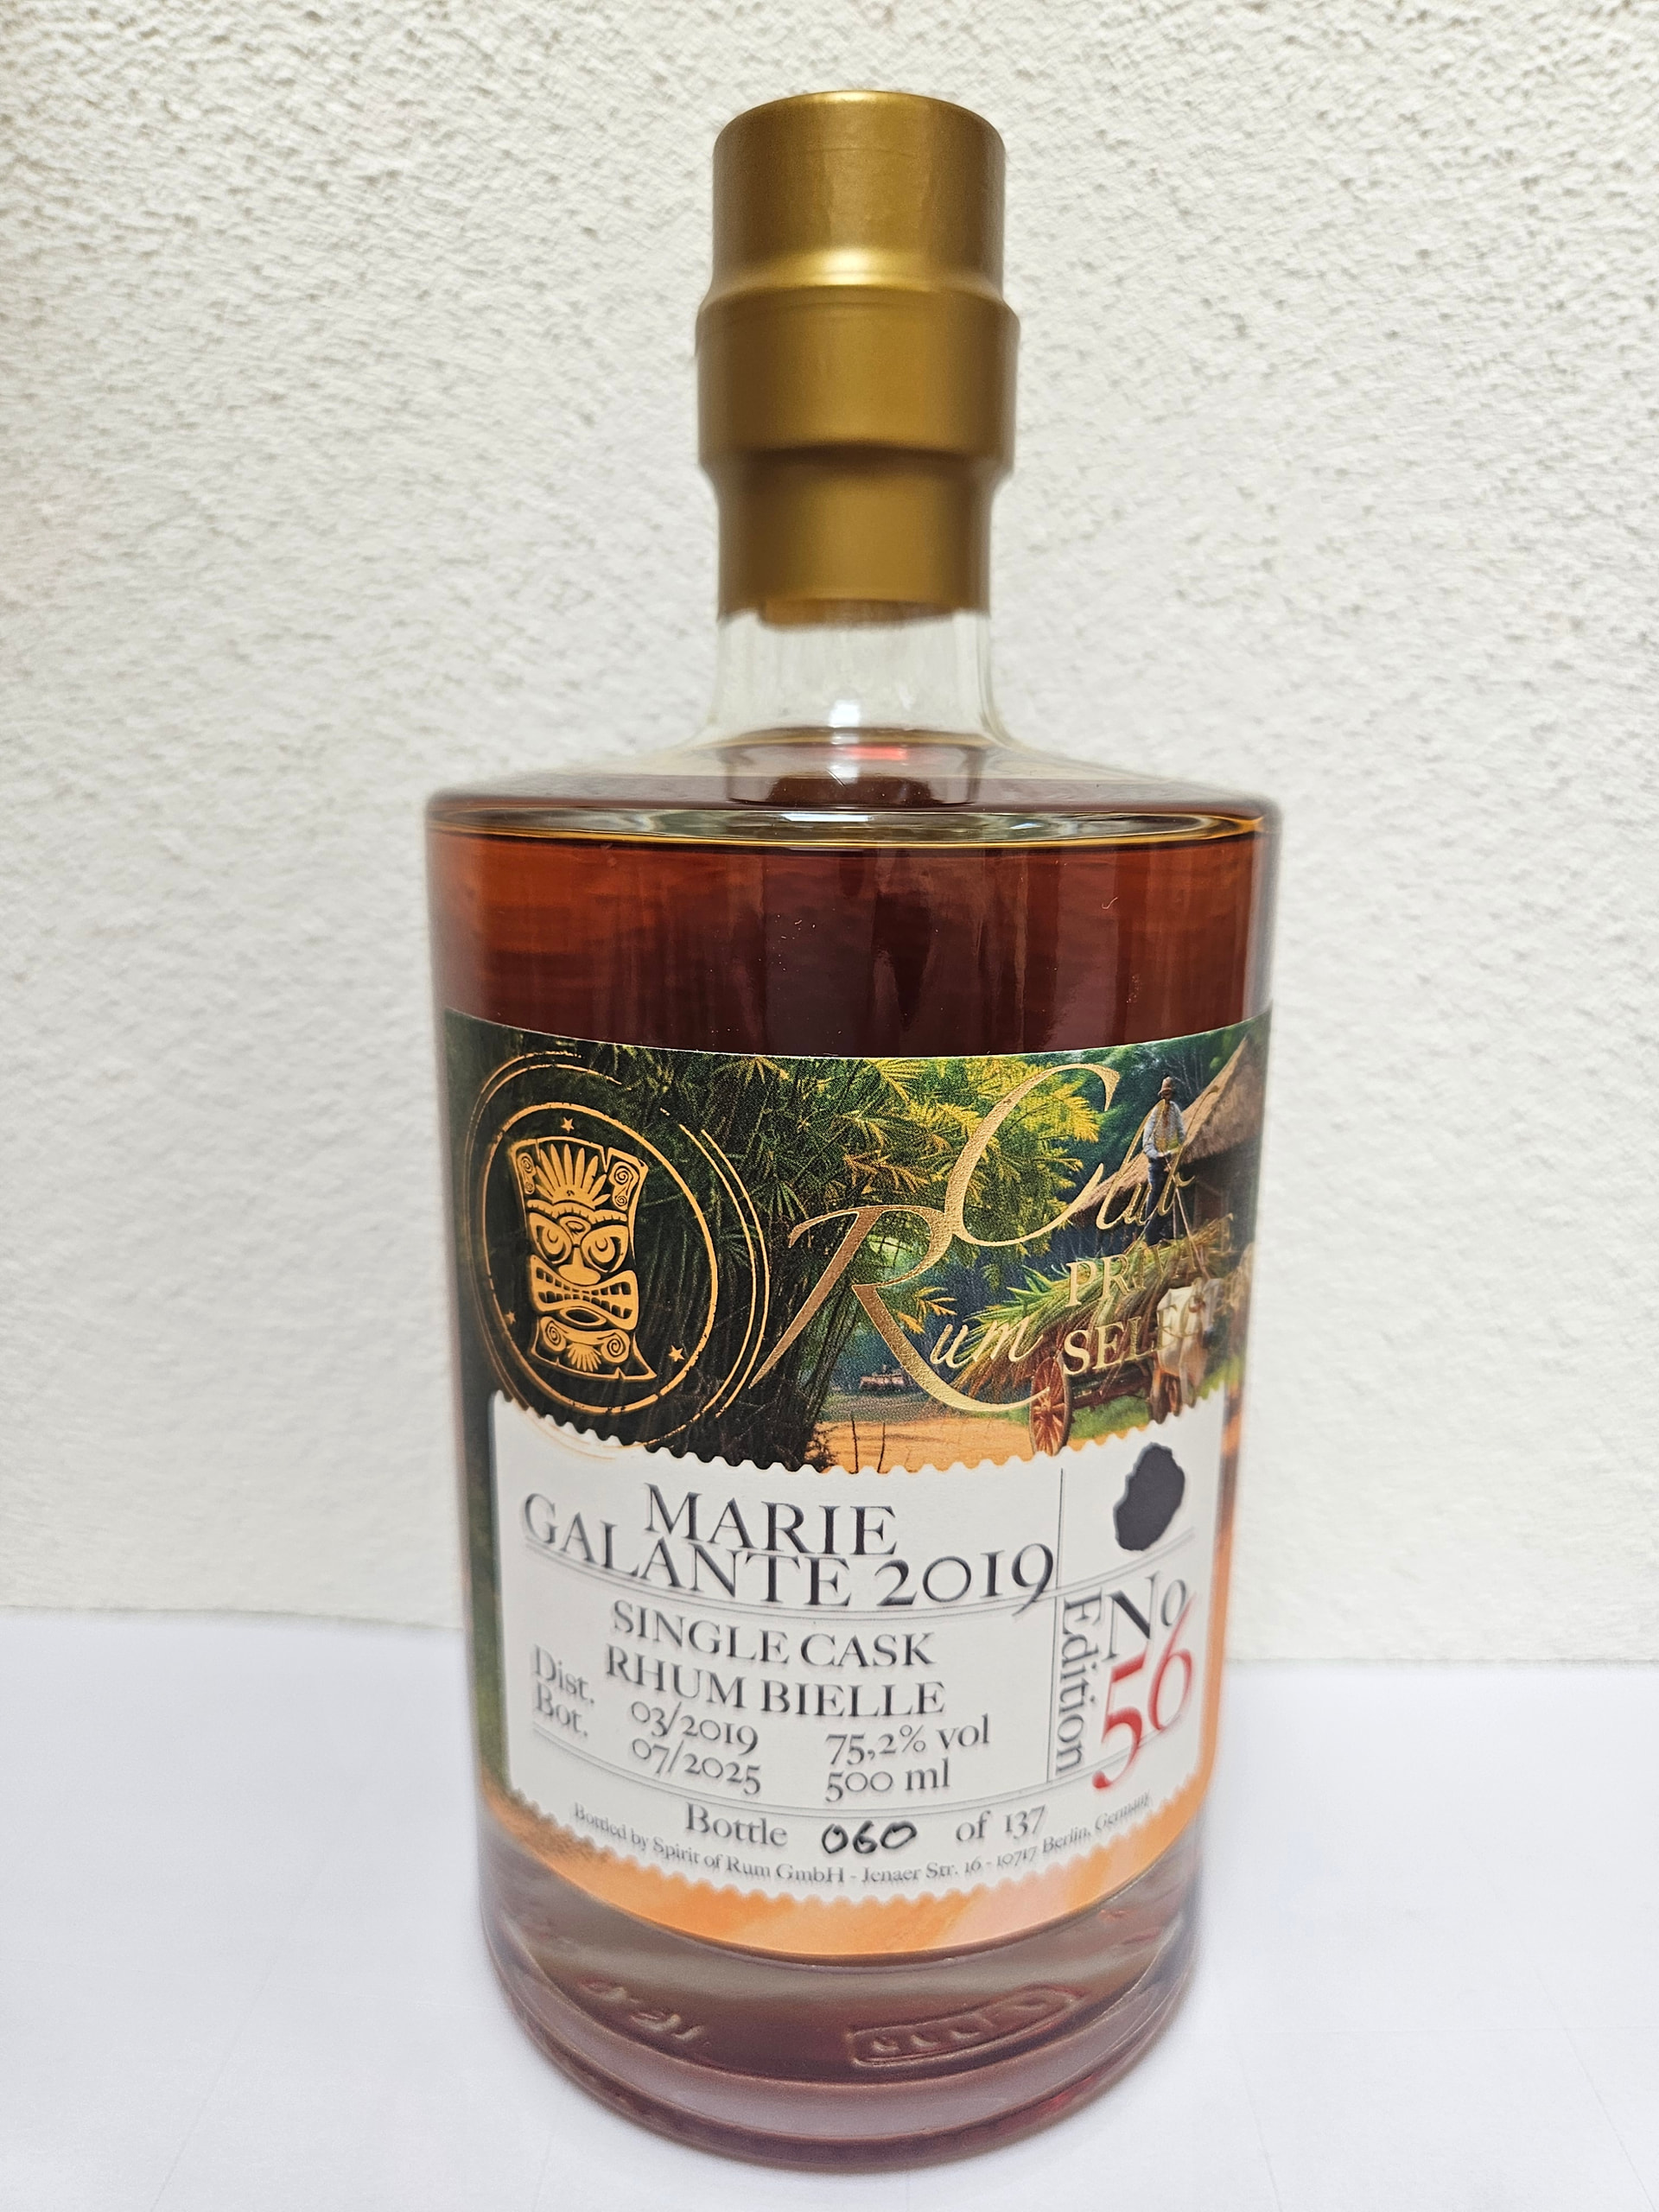 Rum
Club
PRIVATE
SELECT
MARIE
GALANTE 2019
SINGLE CASK
RHUM BIELLE
Dist. 03/2019 75,2% vol
Bot. 07/2025 500 ml
Edition
No
56
Bottle 060 of 137
Bottled by Spirit of Rum GmbH - Jenaer Str. 16 - 10717 Berlin, Germany